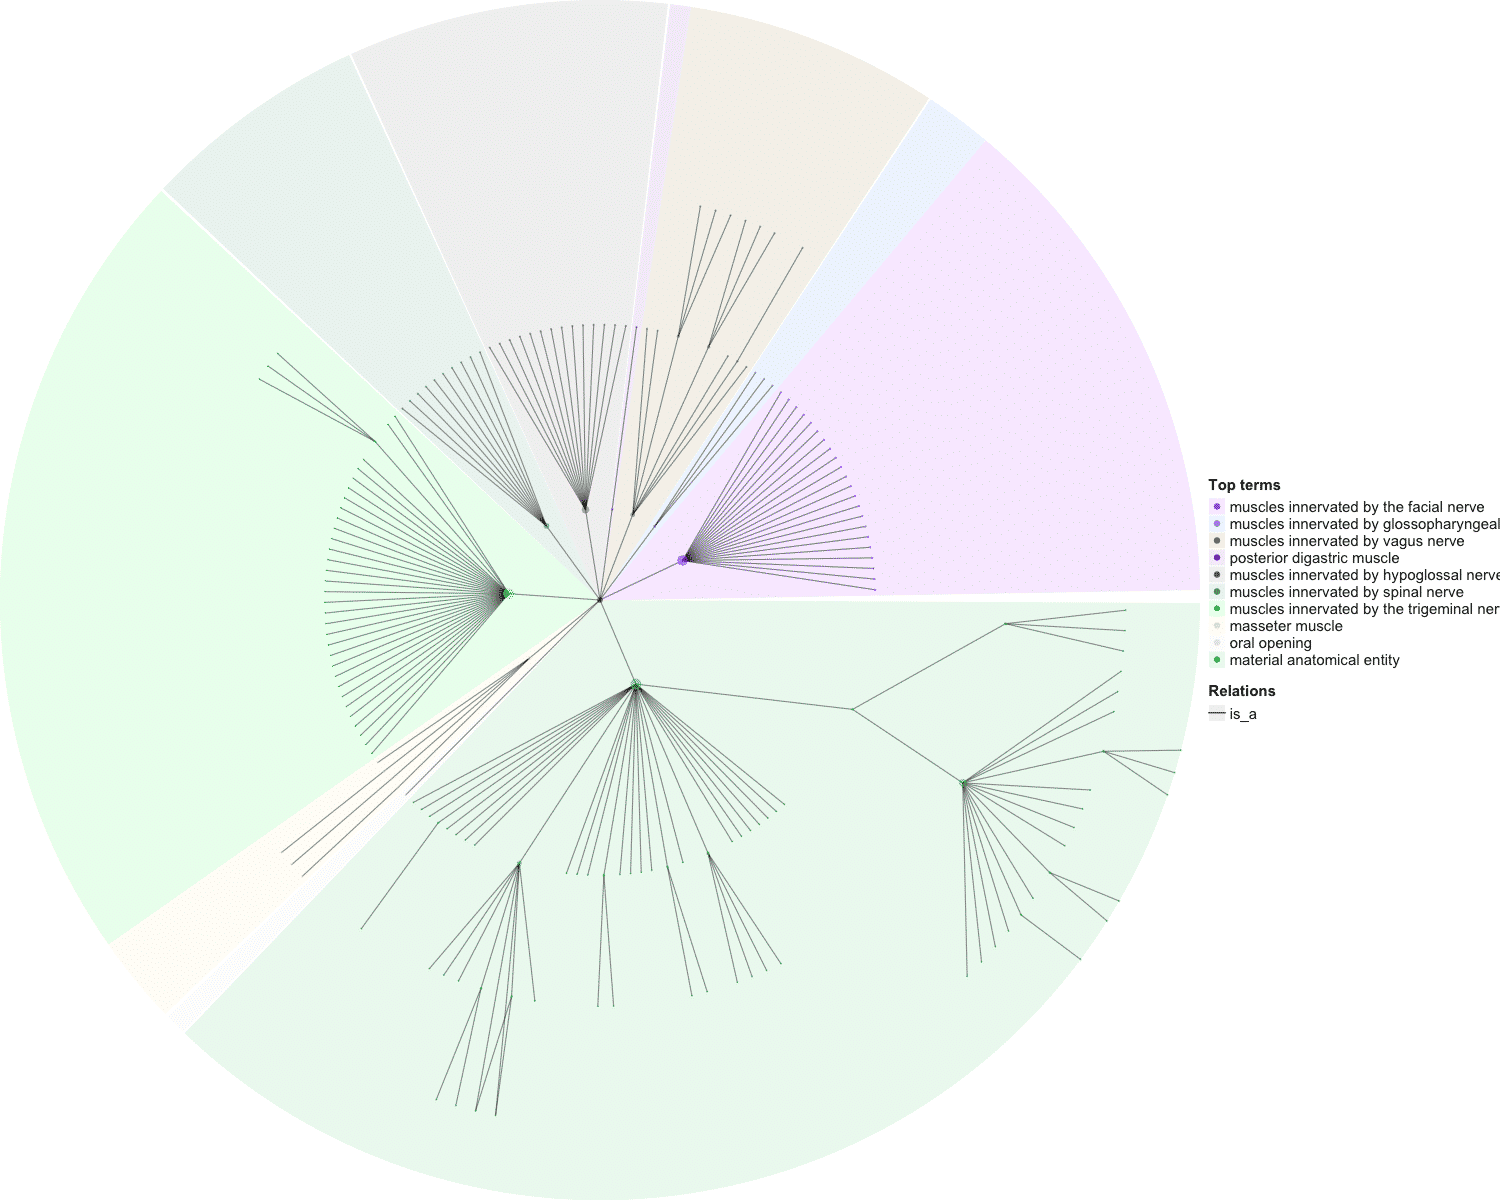 Top terms
muscles innervated by the facial nerve
muscles innervated by glossopharyngeal
muscles innervated by vagus nerve
posterior digastric muscle
muscles innervated by hypoglossal nerve
muscles innervated by spinal nerve
muscles innervated by the trigeminal ner
masseter muscle
oral opening
material anatomical entity
Relations
is_a